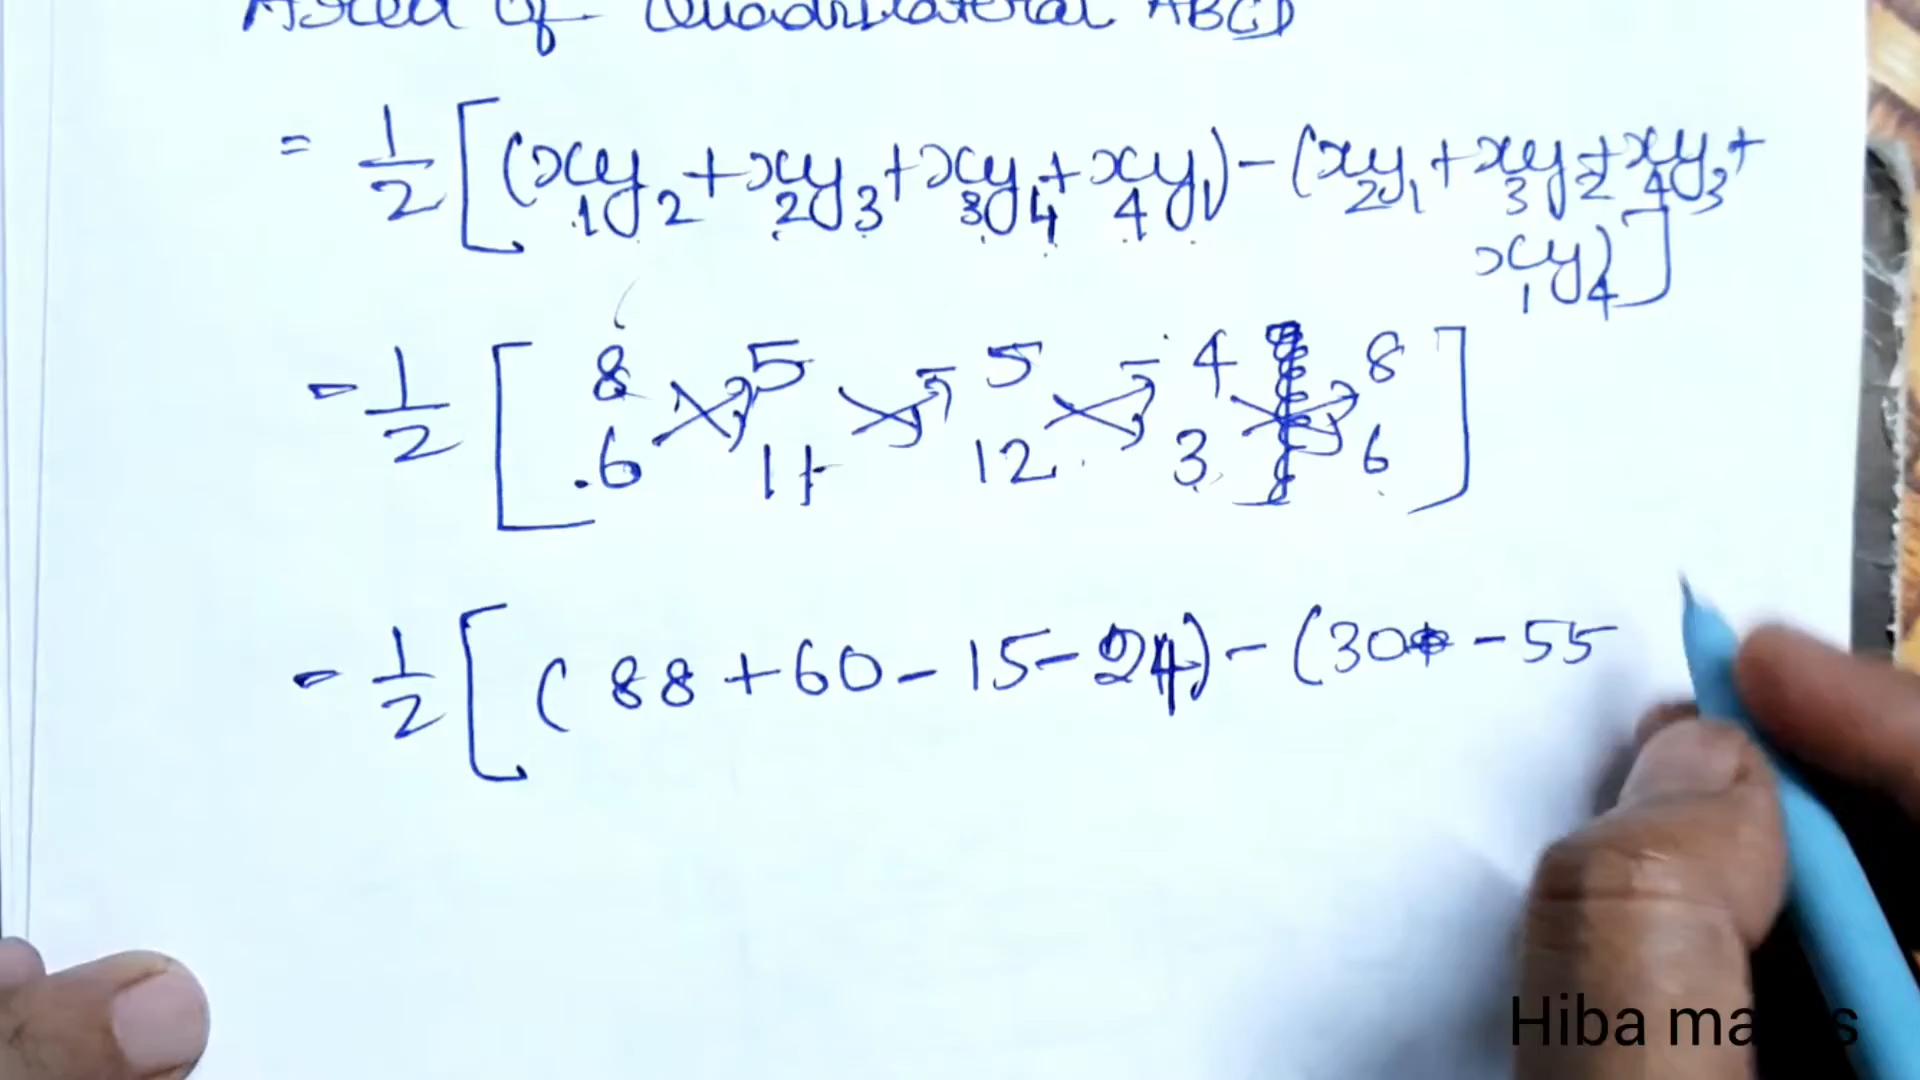 Area of Quadrilateral ABCD
= 1/2 [(x₁y₂+x₂y₃+x₃y₄+x₄y₁)-(x₂y₁+x₃y₂+x₄y₃+
x₁y₄)]
= 1/2 [ 8 5 -5 -4 8
6 11 12 3 6 ]
= 1/2 [(88+60-15-24)-(30 -55
Hiba ma s